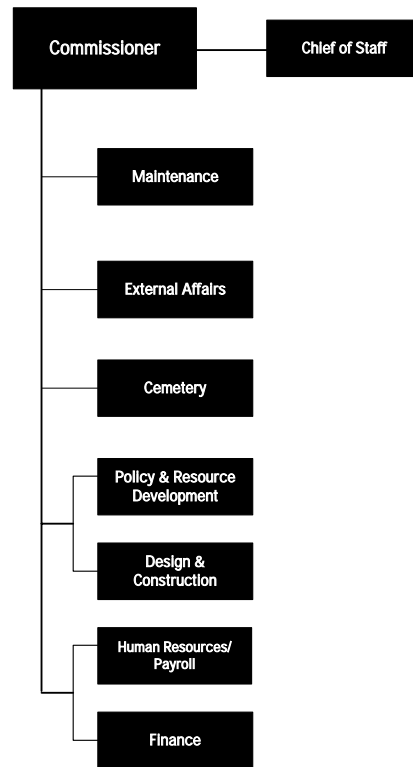 Commissioner
Chief of Staff
Maintenance
External Affairs
Cemetery
Policy & Resource
Development
Design &
Construction
Human Resources/
Payroll
Finance